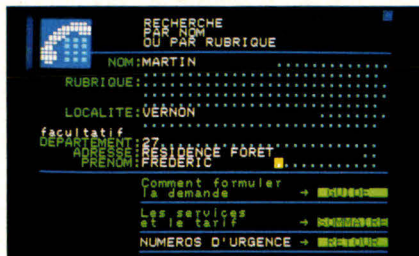 RECHERCHE
PAR NOM
OU PAR RUBRIQUE
NOM:MARTIN
RUBRIQUE:
LOCALITE:VERNON
facultatif
DEPARTEMENT:27
ADRESSE:RESIDENCE FORET
PRENOM:FREDERIC
Comment formuler
la demande → GUIDE
Les services
et le tarif → SOMMAIRE
NUMEROS D'URGENCE → RETOUR